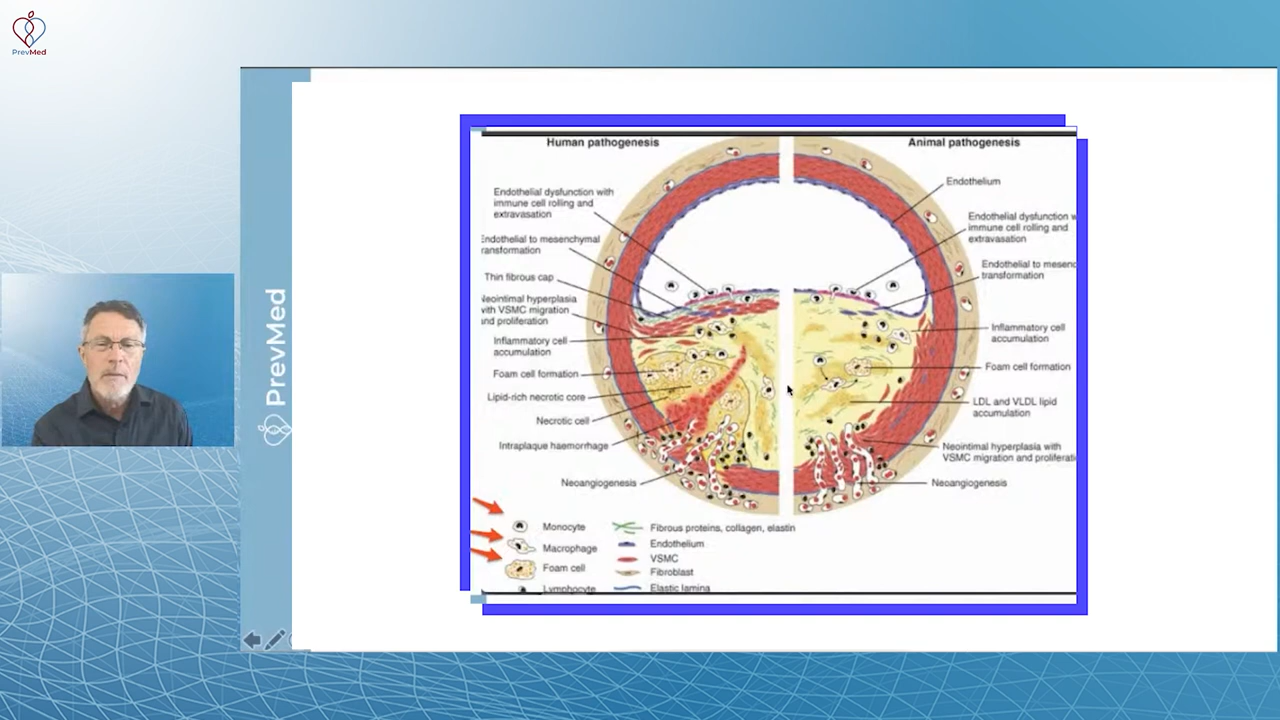 PrevMed
PrevMed
Human pathogenesis
Endothelial dysfunction with
immune cell rolling and
extravasation
Endothelial to mesenchymal
ransformation
Thin fibrous cap
Neointimal hyperplasia
with VSMC migration
and proliferation
Inflammatory cell
accumulation
Foam cell formation
Lipid-rich necrotic core
Necrotic cell
Intraplaque haemorrhage
Neoangiogenesis
Animal pathogenesis
Endothelium
Endothelial dysfunction w
immune cell rolling and
extravasation
Endothelial to mesenc
transformation
Inflammatory cell
accumulation
Foam cell formation
LDL and VLDL lipid
accumulation
Neointimal hyperplasia with
VSMC migration and proliferati
Neoangiogenesis
Monocyte
Macrophage
Foam cell
Lymphocyte
Fibrous proteins, collagen, elastin
Endothelium
VSMC
Fibroblast
Elastic lamina